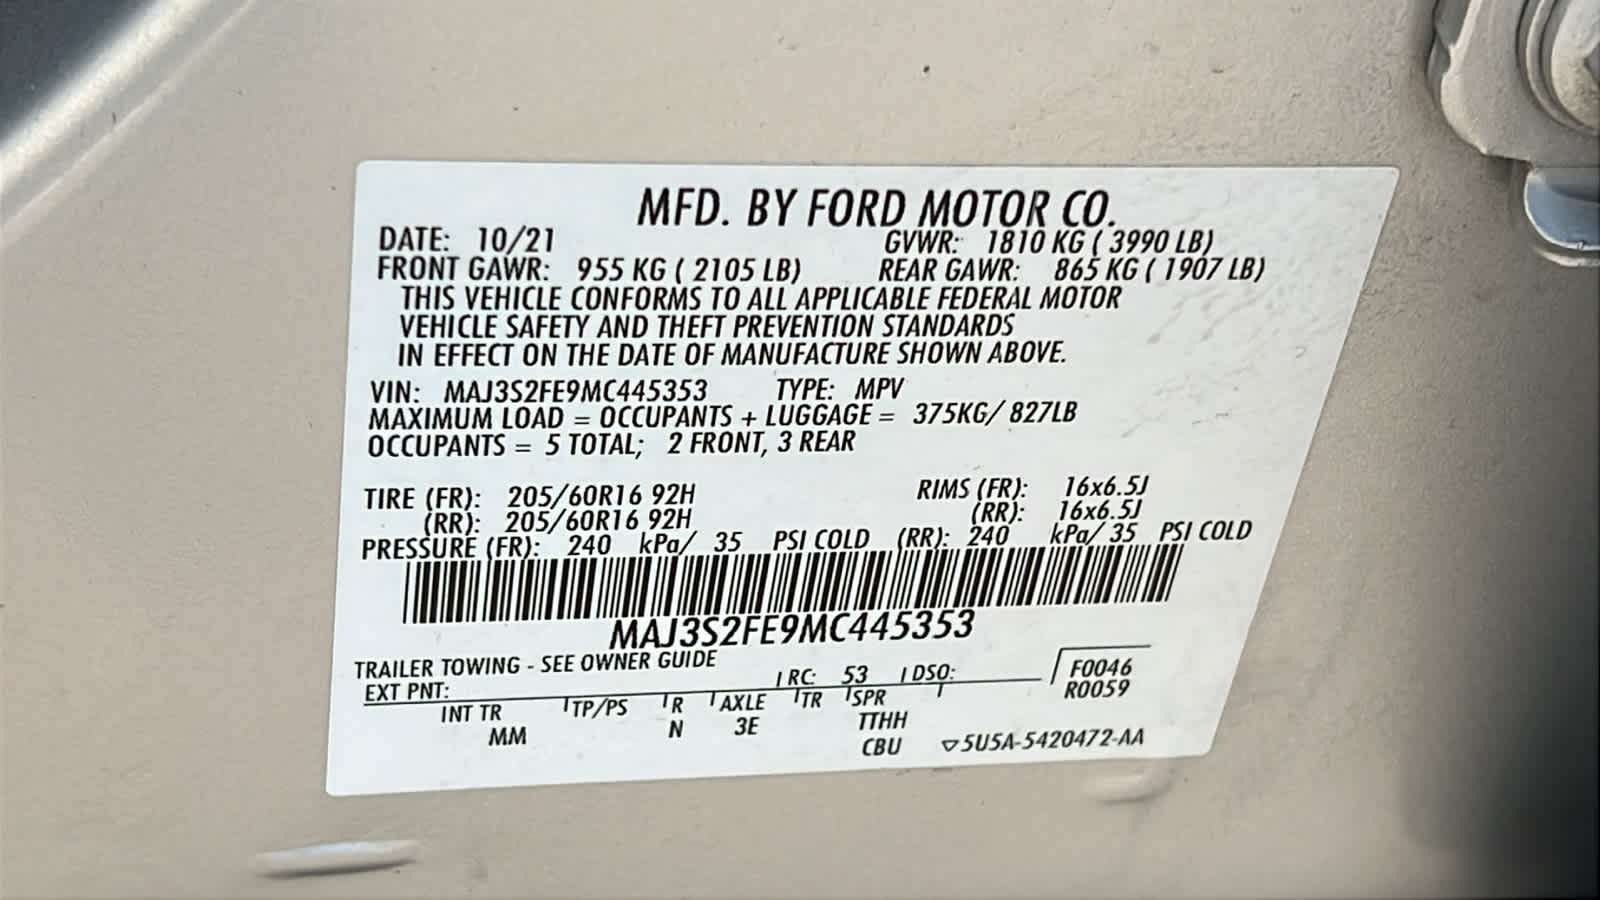 MFD. BY FORD MOTOR CO.
DATE: 10/21 GVWR: 1810 KG ( 3990 LB)
FRONT GAWR: 955 KG ( 2105 LB) REAR GAWR: 865 KG ( 1907 LB)
THIS VEHICLE CONFORMS TO ALL APPLICABLE FEDERAL MOTOR
VEHICLE SAFETY AND THEFT PREVENTION STANDARDS
IN EFFECT ON THE DATE OF MANUFACTURE SHOWN ABOVE.
VIN: MAJ3S2FE9MC445353 TYPE: MPV
MAXIMUM LOAD = OCCUPANTS + LUGGAGE = 375KG/ 827LB
OCCUPANTS = 5 TOTAL; 2 FRONT, 3 REAR
TIRE (FR): 205/60R16 92H RIMS (FR): 16x6.5J
(RR): 205/60R16 92H (RR): 16x6.5J
PRESSURE (FR): 240 kPa/ 35 PSI COLD (RR): 240 kPa/ 35 PSI COLD
MAJ3S2FE9MC445353
TRAILER TOWING - SEE OWNER GUIDE
EXT PNT: RC: 53 DSO: F0046
R0059
INT TR TP/PS R AXLE TR SPR
MM N 3E TTHH
CBU ▽5U5A-5420472-AA